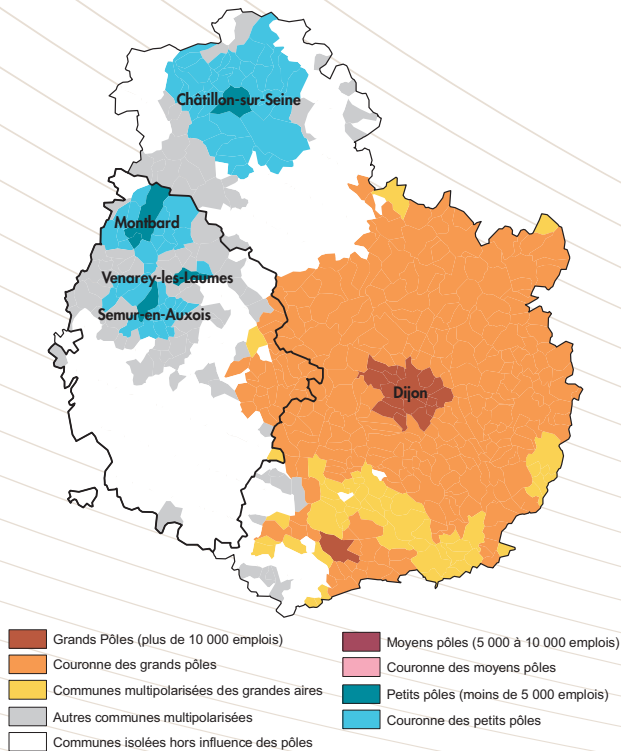 Châtillon-sur-Seine
Montbard
Venarey-les-Laumes
Semur-en-Auxois
Dijon
Grands Pôles (plus de 10 000 emplois)
Couronne des grands pôles
Communes multipolarisées des grandes aires
Autres communes multipolarisées
Communes isolées hors influence des pôles
Moyens pôles (5 000 à 10 000 emplois)
Couronne des moyens pôles
Petits pôles (moins de 5 000 emplois)
Couronne des petits pôles